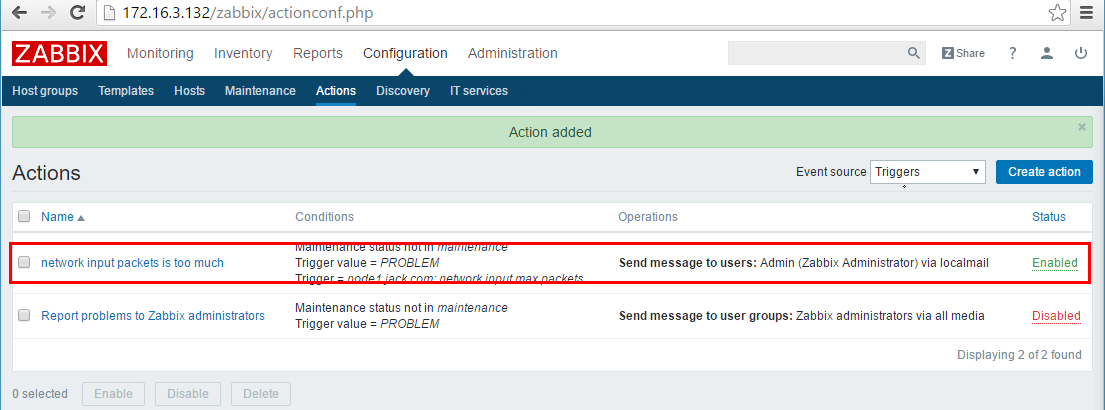 172.16.3.132/zabbix/actionconf.php
ZABBIX Monitoring Inventory Reports Configuration Administration Z Share ?
Host groups Templates Hosts Maintenance Actions Discovery IT services
Action added ×
Actions Event source Triggers Create action
Name Conditions Operations Status
Maintenance status not in maintenance
network input packets is too much Trigger value = PROBLEM Send message to users: Admin (Zabbix Administrator) via localmail Enabled
Trigger = node1.jack.com: network input max packets
Maintenance status not in maintenance
Report problems to Zabbix administrators Trigger value = PROBLEM Send message to user groups: Zabbix administrators via all media Disabled
Displaying 2 of 2 found
0 selected Enable Disable Delete